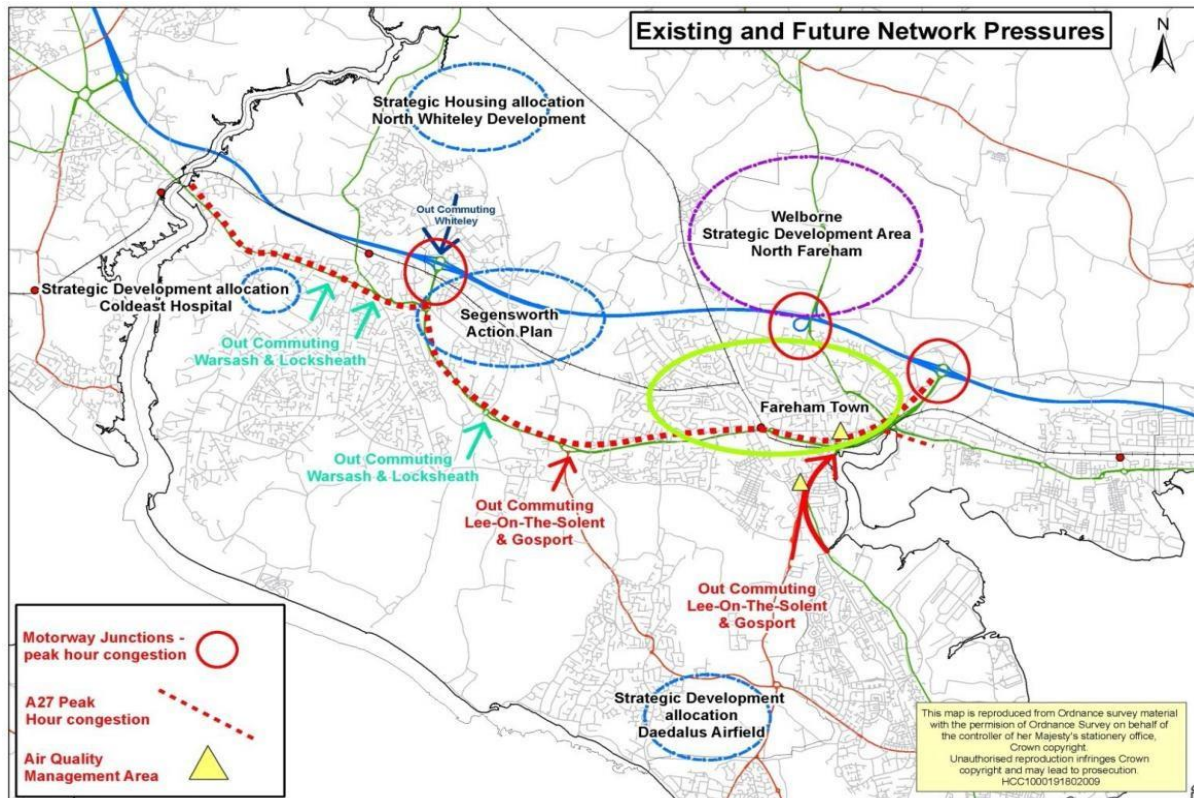 Existing and Future Network Pressures
N
Strategic Housing allocation
North Whiteley Development
Out Commuting
Whiteley
Welborne
Strategic Development Area
North Fareham
Strategic Development allocation
Coldeast Hospital
Segensworth
Action Plan
Out Commuting
Warsash & Locksheath
Fareham Town
Out Commuting
Warsash & Locksheath
Out Commuting
Lee-On-The-Solent
& Gosport
Out Commuting
Lee-On-The-Solent
& Gosport
Strategic Development
allocation
Daedalus Airfield
Motorway Junctions -
peak hour congestion
A27 Peak
Hour congestion
Air Quality
Management Area
This map is reproduced from Ordnance survey material
with the permision of Ordnance Survey on behalf of
the controller of her Majesty's stationery office,
Crown copyright.
Unauthorised reproduction infringes Crown
copyright and may lead to prosecution.
HCC1000191802009